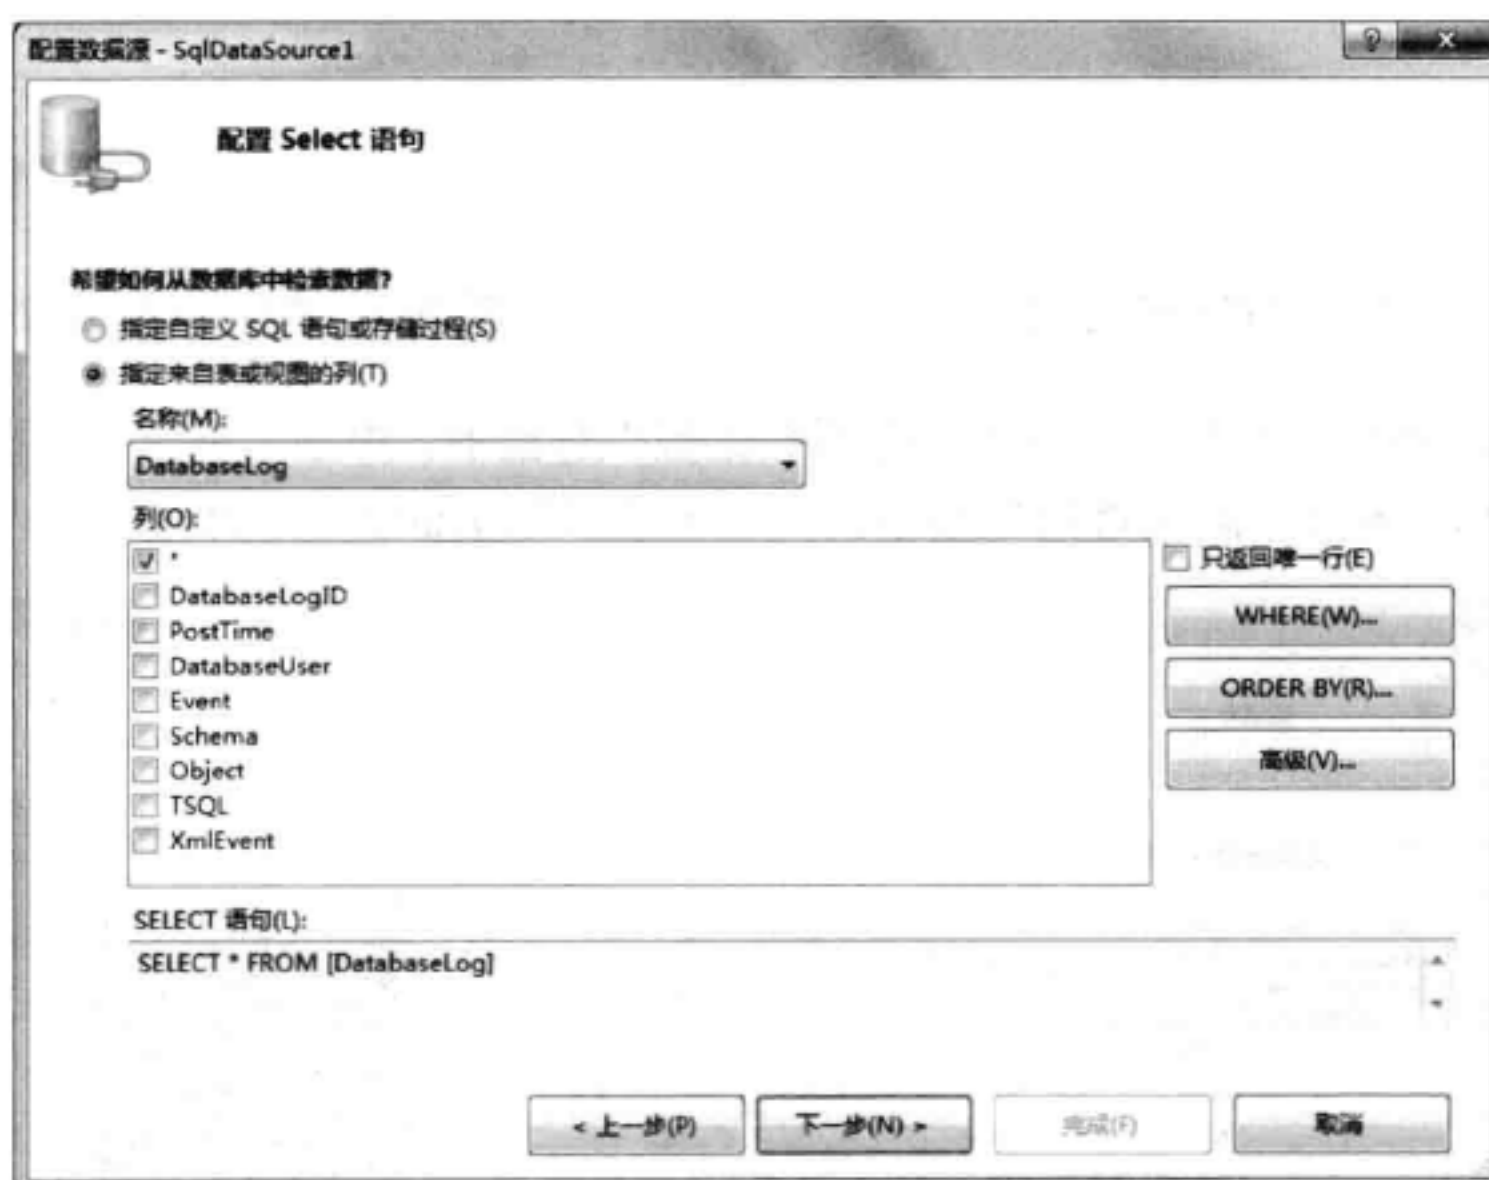 配置数据源 - SqlDataSource1
配置 Select 语句
希望如何从数据库中检索数据?
指定自定义 SQL 语句或存储过程(S)
指定来自表或视图的列(T)
名称(M):
DatabaseLog
列(O):
*
只返回唯一行(E)
DatabaseLogID
PostTime
WHERE(W)...
DatabaseUser
Event
ORDER BY(R)...
Schema
Object
高级(V)...
TSQL
XmlEvent
SELECT 语句(L):
SELECT * FROM [DatabaseLog]
< 上一步(P)
下一步(N) >
完成(F)
取消